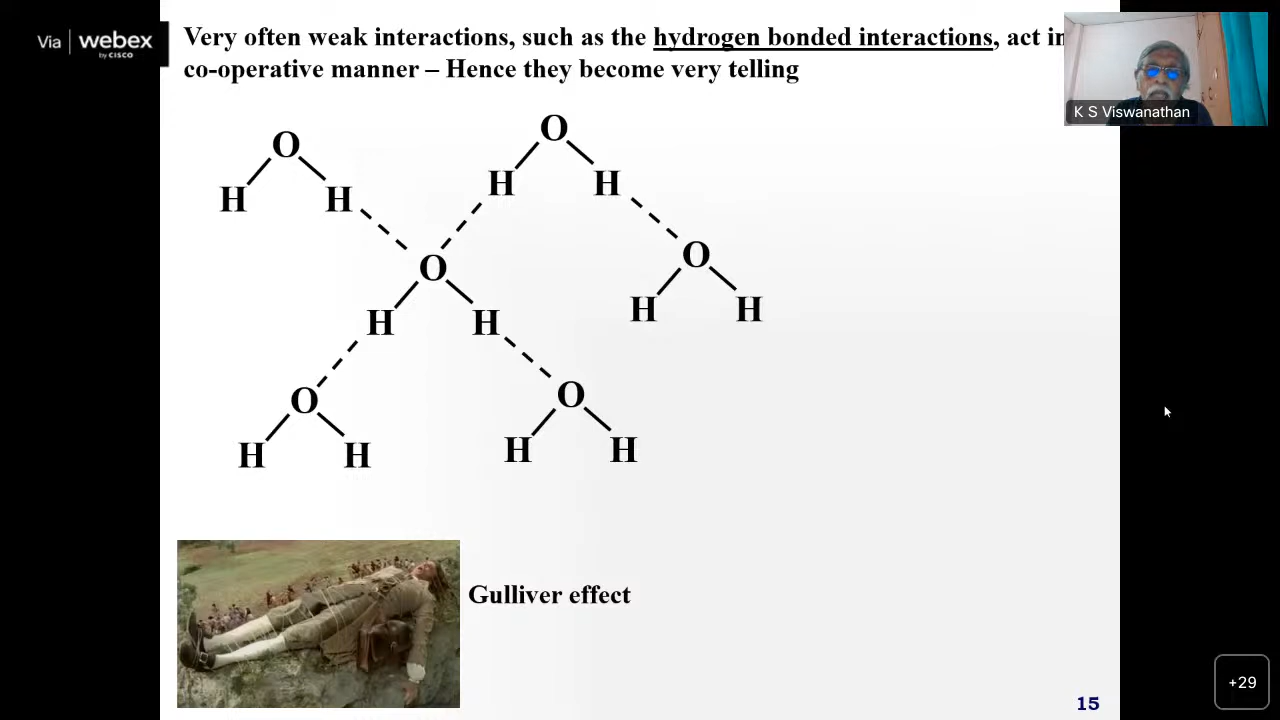 Via webex
by CISCO
Very often weak interactions, such as the hydrogen bonded interactions, act in
co-operative manner – Hence they become very telling
K S Viswanathan
O
O
H
H
H
H
O
O
H
H
H
H
O
O
H
H
H
H
Gulliver effect
+29
15